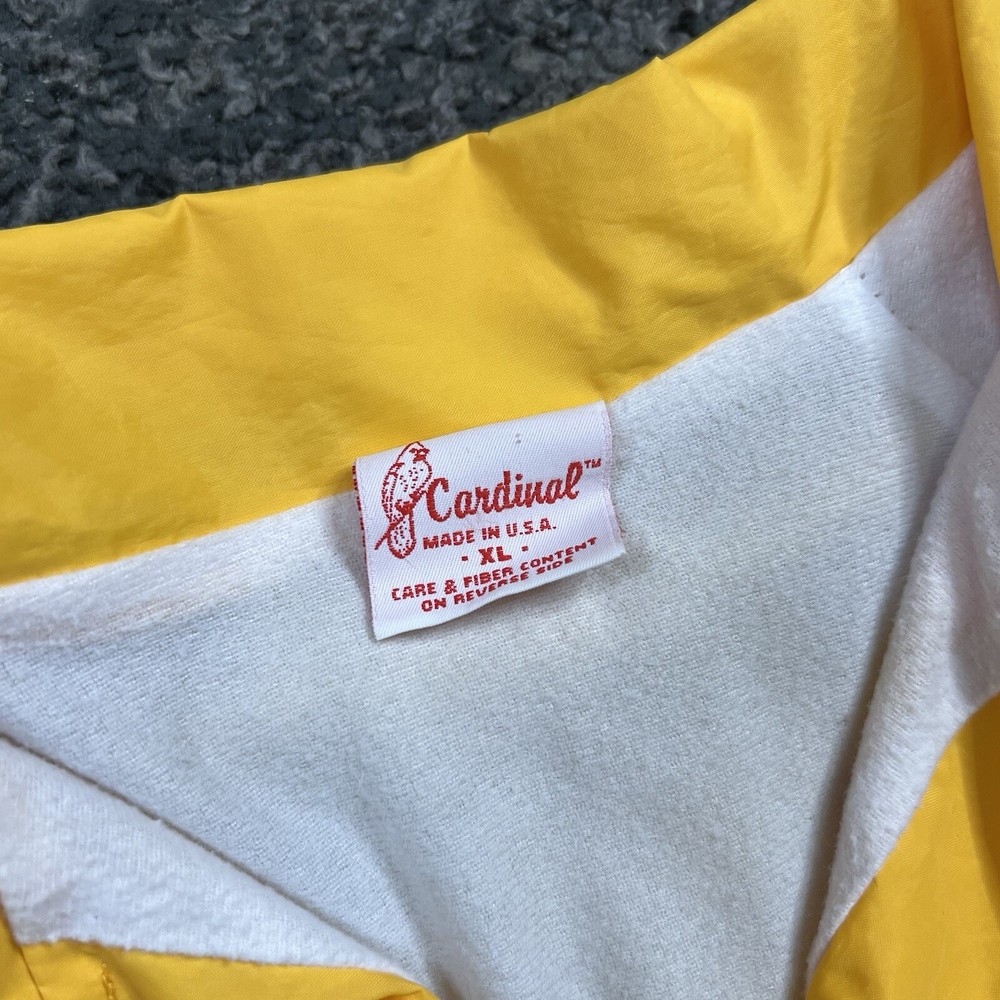 Cardinal™
MADE IN U.S.A.
· XL ·
CARE & FIBER CONTENT
ON REVERSE SIDE